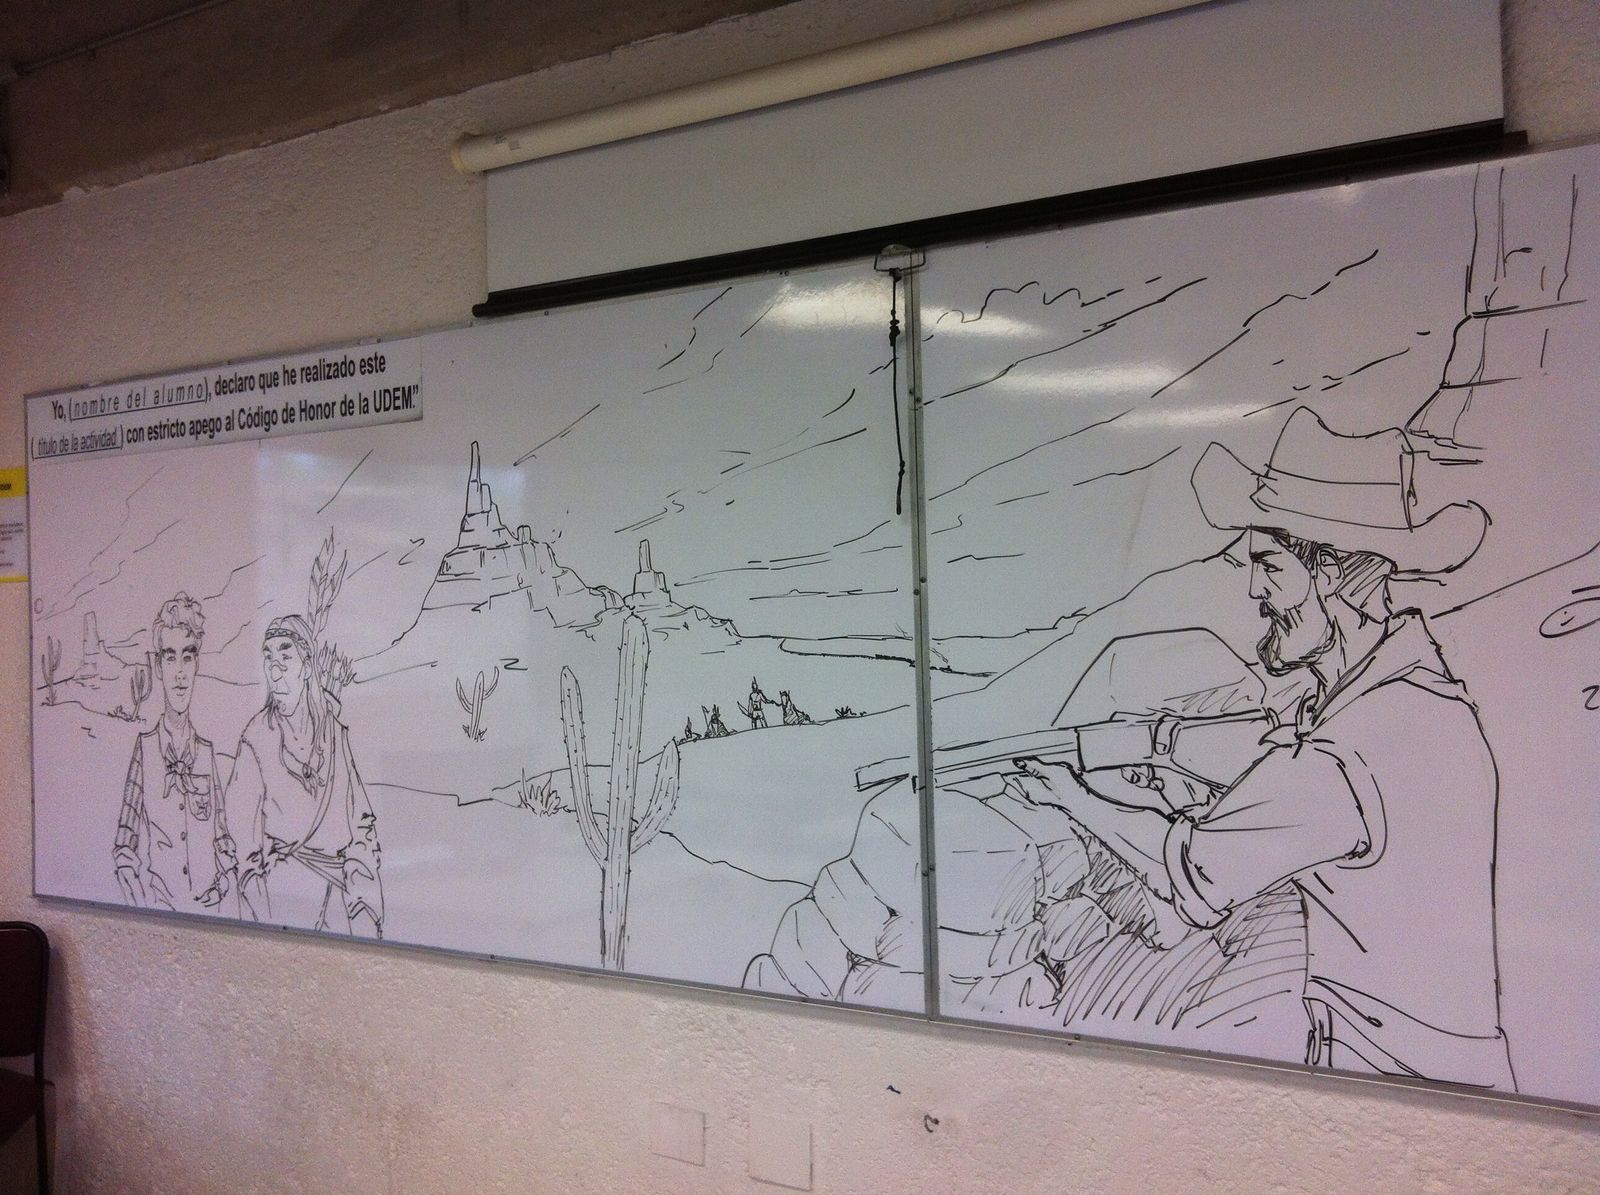 Yo, (nombre del alumno), declaro que he realizado este
(título de la actividad) con estricto apego al Código de Honor de la UDEM."